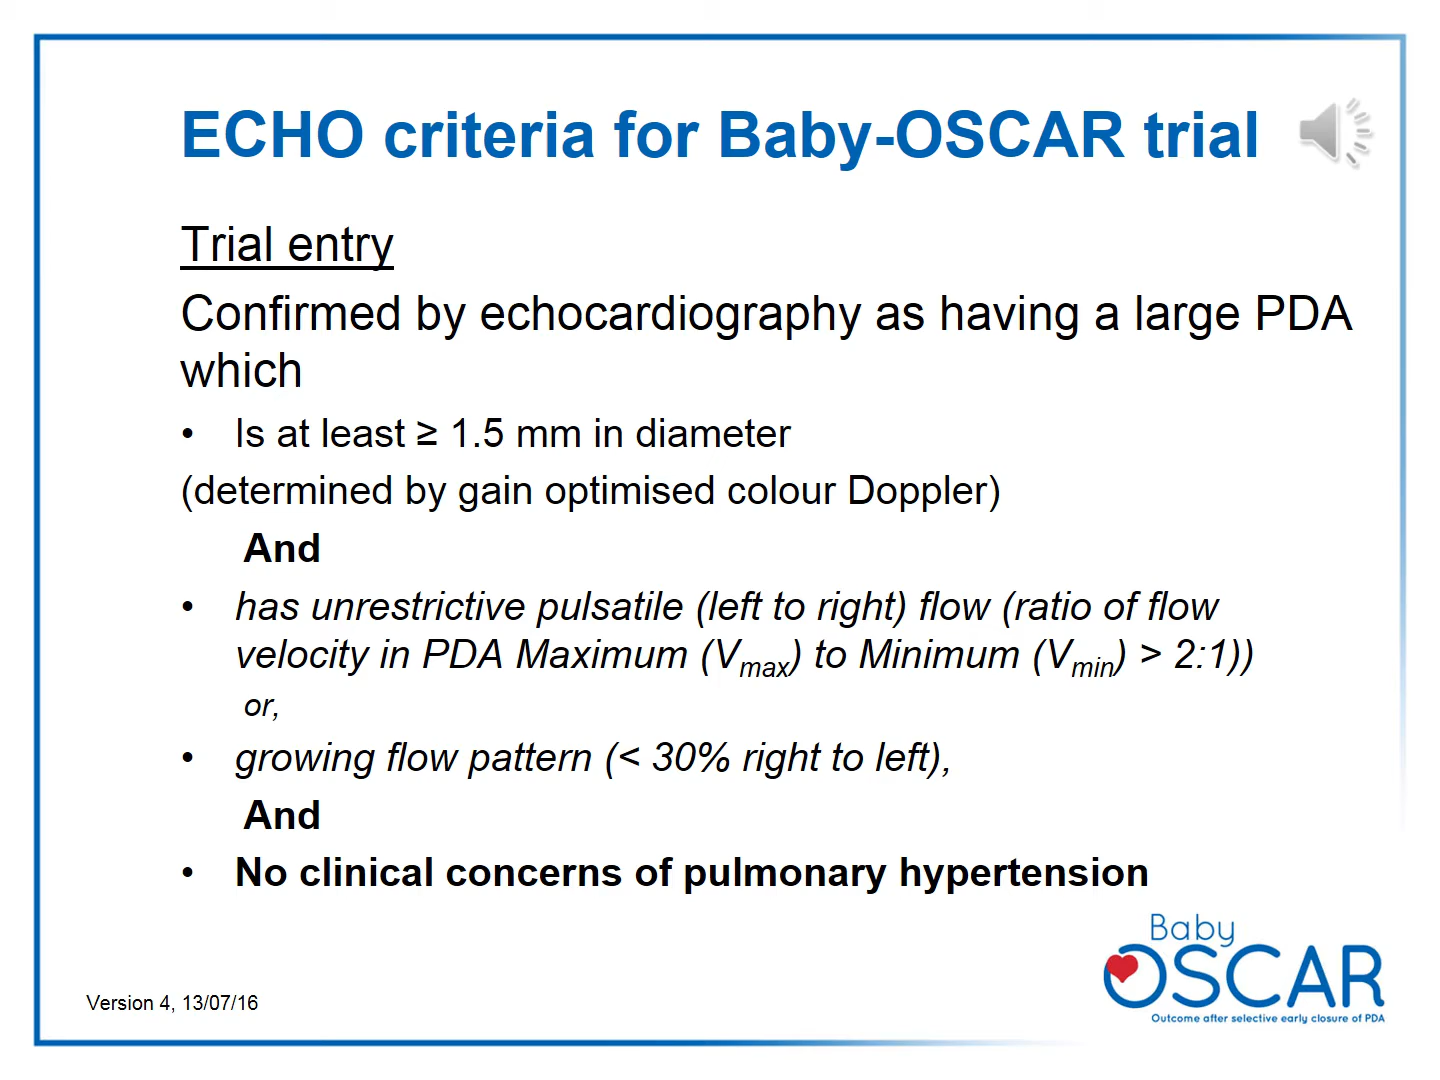 ECHO criteria for Baby-OSCAR trial
Trial entry
Confirmed by echocardiography as having a large PDA
which
• Is at least ≥ 1.5 mm in diameter
(determined by gain optimised colour Doppler)
And
• has unrestrictive pulsatile (left to right) flow (ratio of flow
velocity in PDA Maximum (Vmax) to Minimum (Vmin) > 2:1))
or,
• growing flow pattern (< 30% right to left),
And
• No clinical concerns of pulmonary hypertension
Baby
OSCAR
Outcome after selective early closure of PDA
Version 4, 13/07/16